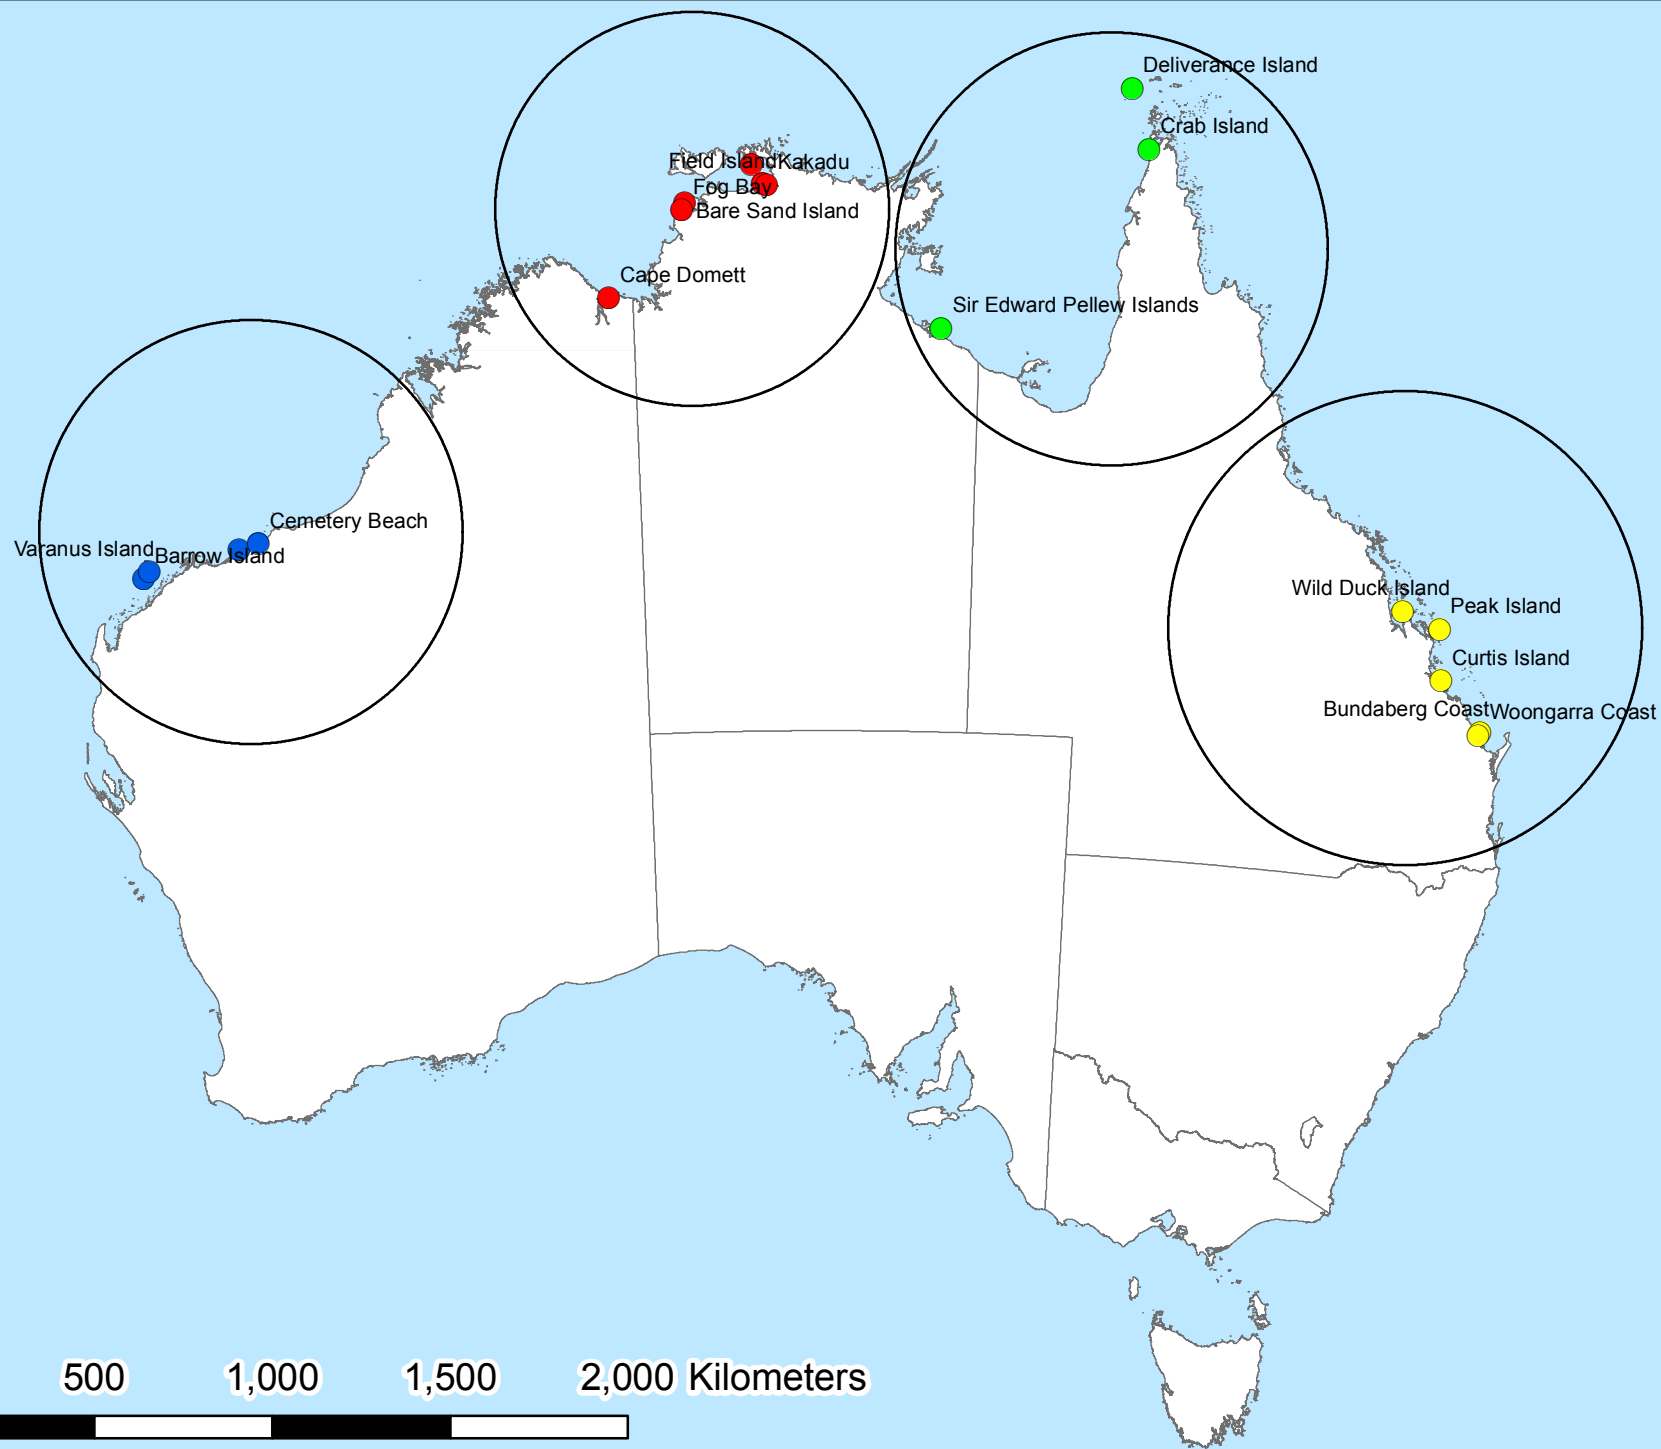 Deliverance Island
Crab Island
Field Island Kakadu
Fog Bay
Bare Sand Island
Cape Domett
Sir Edward Pellew Islands
Cemetery Beach
Varanus Island
Barrow Island
Wild Duck Island
Peak Island
Curtis Island
Bundaberg Coast
Woongarra Coast
500 1,000 1,500 2,000 Kilometers